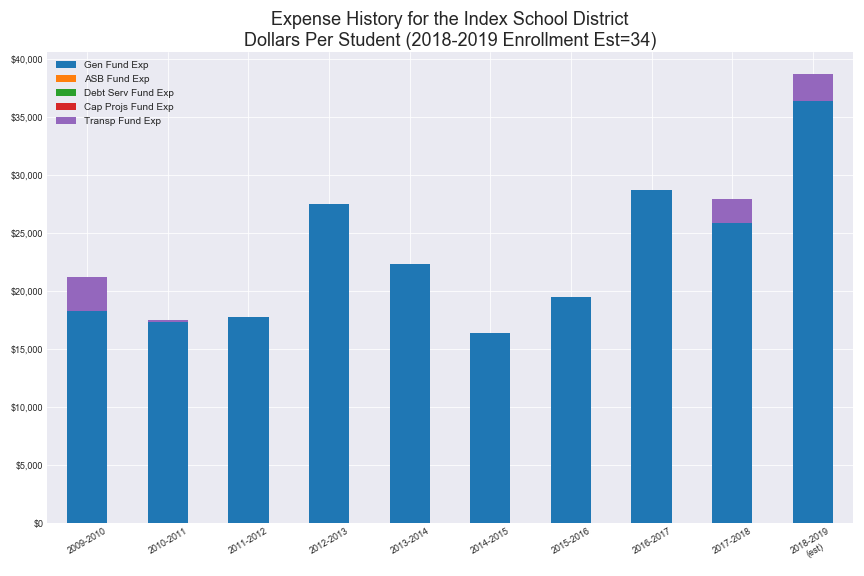 Expense History for the Index School District
Dollars Per Student (2018-2019 Enrollment Est=34)
Gen Fund Exp
ASB Fund Exp
Debt Serv Fund Exp
Cap Projs Fund Exp
Transp Fund Exp
$40,000
$35,000
$30,000
$25,000
$20,000
$15,000
$10,000
$5,000
$0
2009-2010
2010-2011
2011-2012
2012-2013
2013-2014
2014-2015
2015-2016
2016-2017
2017-2018
2018-2019
(est)